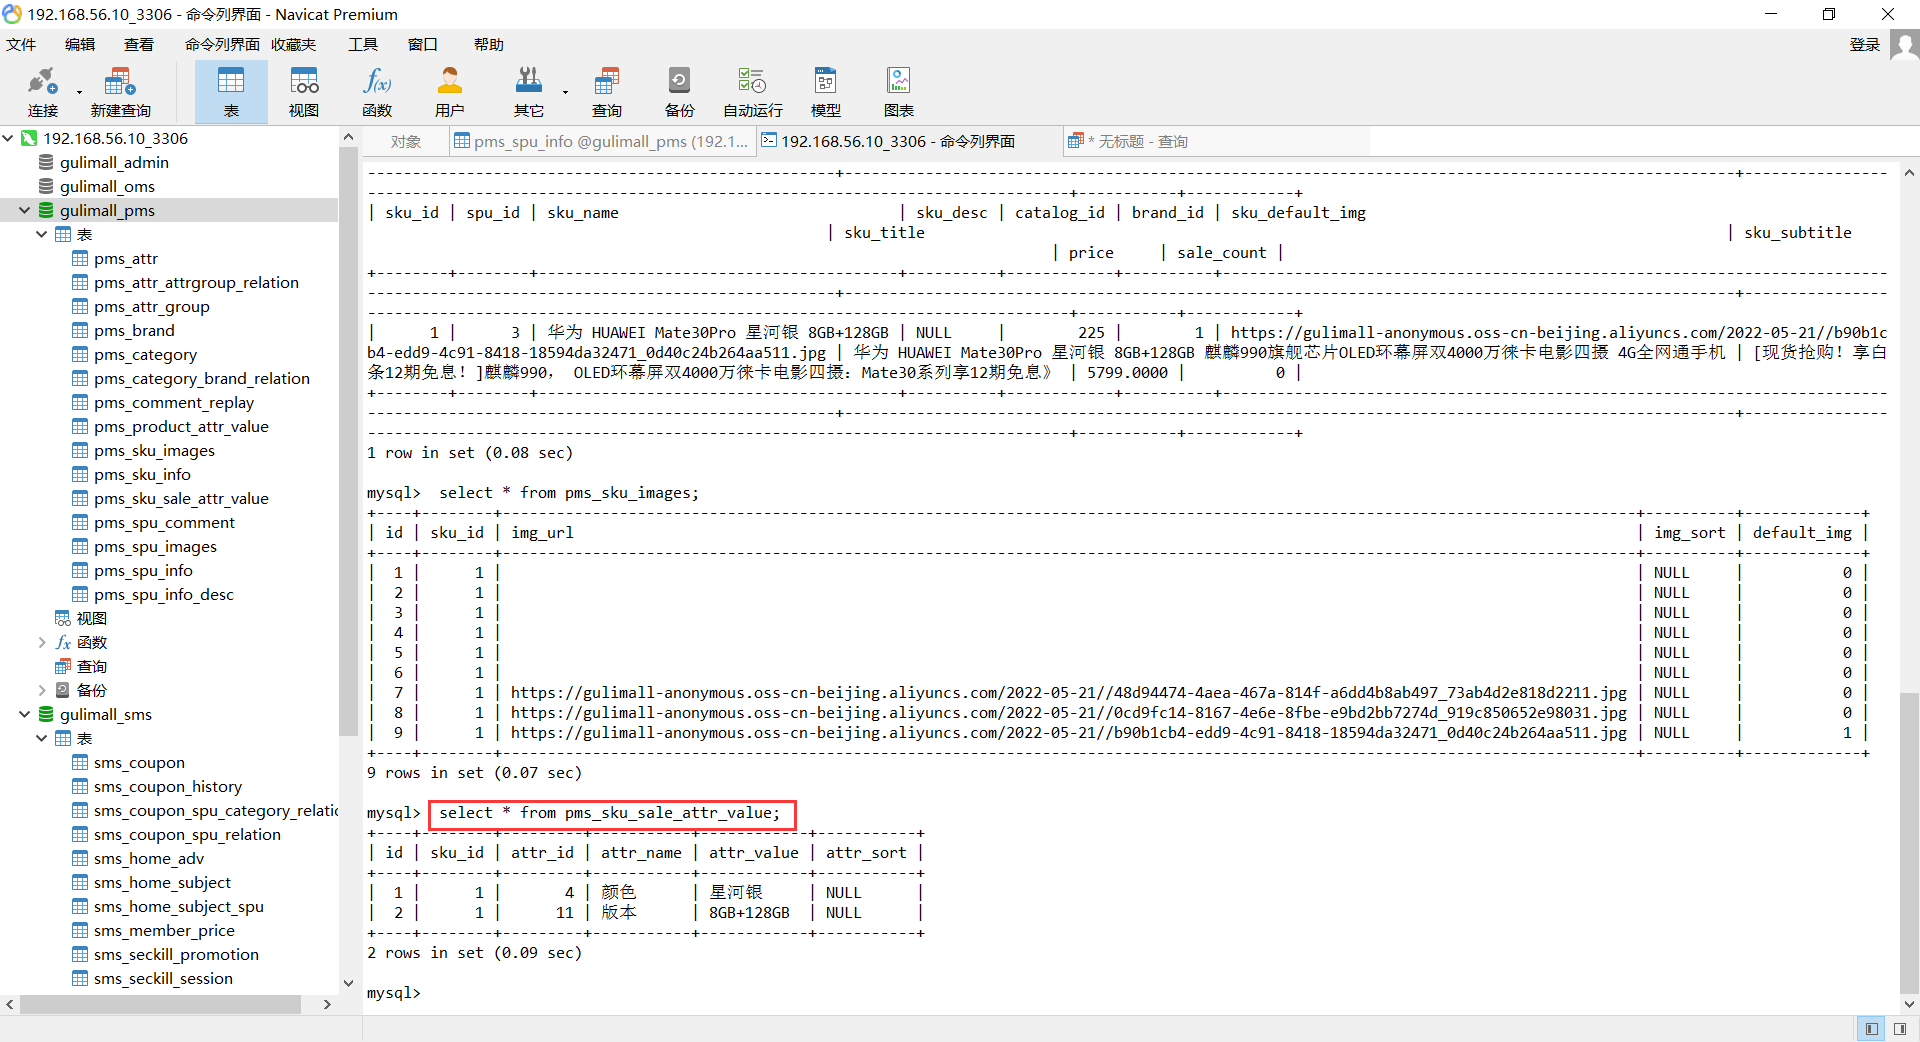 192.168.56.10_3306 - 命令列界面 - Navicat Premium
文件 编辑 查看 命令列界面 收藏夹 工具 窗口 帮助 登录
连接 新建查询 表 视图 函数 用户 其它 查询 备份 自动运行 模型 图表
对象 pms_spu_info @gulimall_pms (192.1... 192.168.56.10_3306 - 命令列界面 * 无标题 - 查询
192.168.56.10_3306
gulimall_admin
gulimall_oms
gulimall_pms
表
pms_attr
pms_attr_attrgroup_relation
pms_attr_group
pms_brand
pms_category
pms_category_brand_relation
pms_comment_replay
pms_product_attr_value
pms_sku_images
pms_sku_info
pms_sku_sale_attr_value
pms_spu_comment
pms_spu_images
pms_spu_info
pms_spu_info_desc
视图
函数
查询
备份
gulimall_sms
表
sms_coupon
sms_coupon_history
sms_coupon_spu_category_relatio
sms_coupon_spu_relation
sms_home_adv
sms_home_subject
sms_home_subject_spu
sms_member_price
sms_seckill_promotion
sms_seckill_session
| sku_id | spu_id | sku_name | sku_desc | catalog_id | brand_id | sku_default_img
| sku_title | sku_subtitle
| price | sale_count |
| 1 | 3 | 华为 HUAWEI Mate30Pro 星河银 8GB+128GB | NULL | 225 | 1 | https://gulimall-anonymous.oss-cn-beijing.aliyuncs.com/2022-05-21//b90b1c
b4-edd9-4c91-8418-18594da32471_0d40c24b264aa511.jpg | 华为 HUAWEI Mate30Pro 星河银 8GB+128GB 麒麟990旗舰芯片OLED环幕屏双4000万徕卡电影四摄 4G全网通手机 | [现货抢购！享白
条12期免息！]麒麟990， OLED环幕屏双4000万徕卡电影四摄：Mate30系列享12期免息》 | 5799.0000 | 0 |
1 row in set (0.08 sec)
mysql> select * from pms_sku_images;
| id | sku_id | img_url | img_sort | default_img |
| 1 | 1 | | NULL | 0 |
| 2 | 1 | | NULL | 0 |
| 3 | 1 | | NULL | 0 |
| 4 | 1 | | NULL | 0 |
| 5 | 1 | | NULL | 0 |
| 6 | 1 | | NULL | 0 |
| 7 | 1 | https://gulimall-anonymous.oss-cn-beijing.aliyuncs.com/2022-05-21//48d94474-4aea-467a-814f-a6dd4b8ab497_73ab4d2e818d2211.jpg | NULL | 0 |
| 8 | 1 | https://gulimall-anonymous.oss-cn-beijing.aliyuncs.com/2022-05-21//0cd9fc14-8167-4e6e-8fbe-e9bd2bb7274d_919c850652e98031.jpg | NULL | 0 |
| 9 | 1 | https://gulimall-anonymous.oss-cn-beijing.aliyuncs.com/2022-05-21//b90b1cb4-edd9-4c91-8418-18594da32471_0d40c24b264aa511.jpg | NULL | 1 |
9 rows in set (0.07 sec)
mysql> select * from pms_sku_sale_attr_value;
| id | sku_id | attr_id | attr_name | attr_value | attr_sort |
| 1 | 1 | 4 | 颜色 | 星河银 | NULL |
| 2 | 1 | 11 | 版本 | 8GB+128GB | NULL |
2 rows in set (0.09 sec)
mysql>